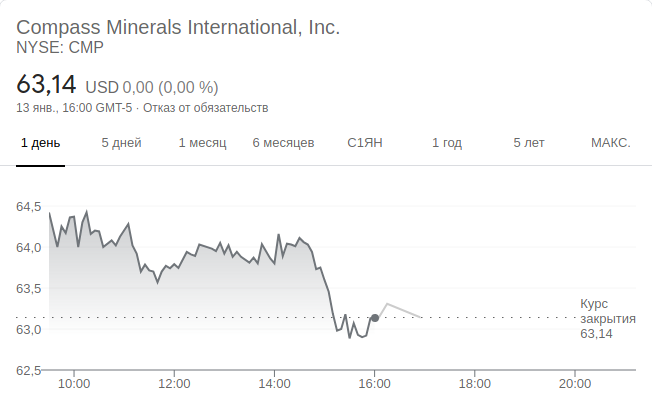 Compass Minerals International, Inc.
NYSE: CMP
63,14 USD 0,00 (0,00 %)
13 янв., 16:00 GMT-5 · Отказ от обязательств
1 день 5 дней 1 месяц 6 месяцев С1ЯН 1 год 5 лет МАКС.
64,5
64,0
63,5
63,0
62,5
Курс
закрытия
63,14
10:00 12:00 14:00 16:00 18:00 20:00